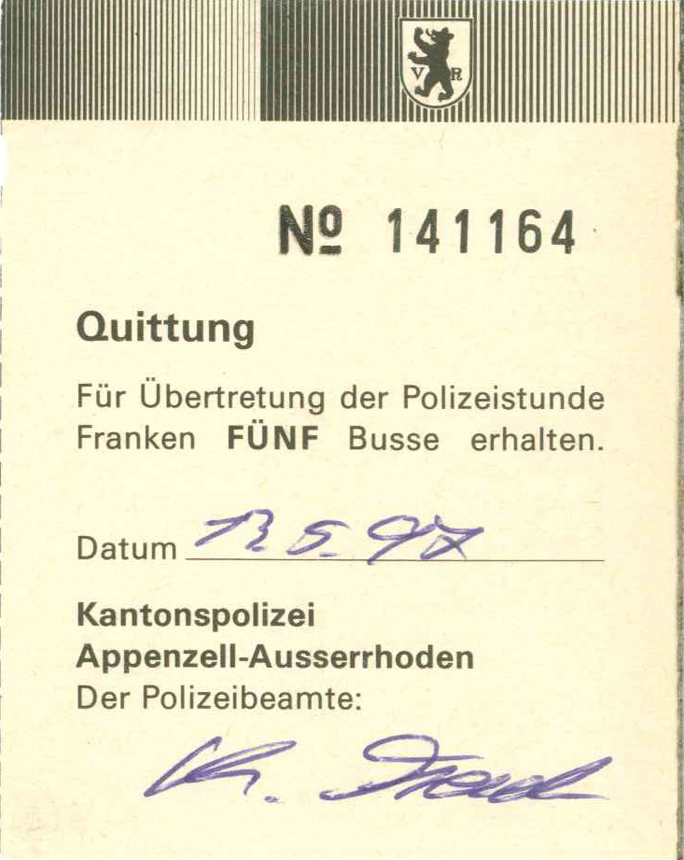 V R
Nº 141164
Quittung
Für Übertretung der Polizeistunde
Franken FÜNF Busse erhalten.
Datum 13. 5. 97
Kantonspolizei
Appenzell-Ausserrhoden
Der Polizeibeamte: